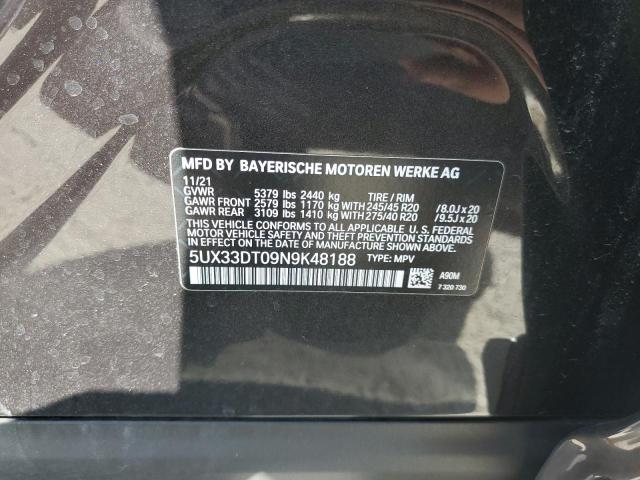 MFD BY BAYERISCHE MOTOREN WERKE AG
11/21
GVWR 5379 lbs 2440 kg TIRE / RIM
GAWR FRONT 2579 lbs 1170 kg WITH 245/45 R20 /8.0J x 20
GAWR REAR 3109 lbs 1410 kg WITH 275/40 R20 /9.5J x 20
THIS VEHICLE CONFORMS TO ALL APPLICABLE U. S. FEDERAL
MOTOR VEHICLE SAFETY AND THEFT PREVENTION STANDARDS
IN EFFECT ON THE DATE OF MANUFACTURE SHOWN ABOVE.
5UX33DT09N9K48188 TYPE: MPV
A90M
7 320 730